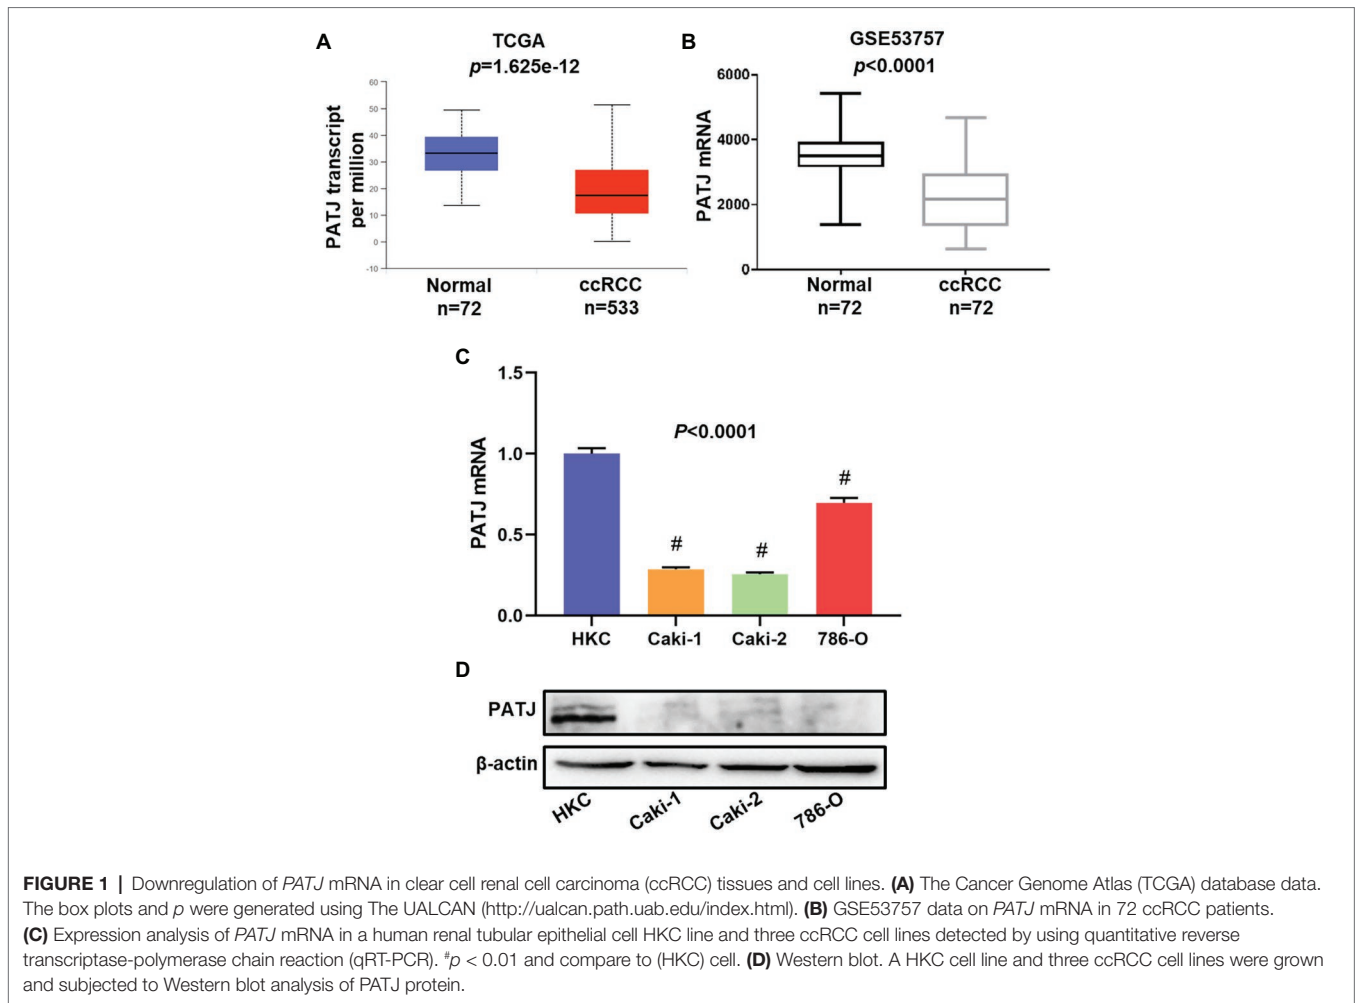 A
TCGA
p=1.625e-12
PATJ transcript
per million
60
50
40
30
20
10
0
-10
Normal
n=72
ccRCC
n=533
B
GSE53757
p<0.0001
PATJ mRNA
6000
4000
2000
0
Normal
n=72
ccRCC
n=72
C
PATJ mRNA
1.5
1.0
0.5
0.0
P<0.0001
#
#
#
HKC
Caki-1
Caki-2
786-O
D
PATJ
β-actin
HKC
Caki-1
Caki-2
786-O
FIGURE 1 | Downregulation of PATJ mRNA in clear cell renal cell carcinoma (ccRCC) tissues and cell lines. (A) The Cancer Genome Atlas (TCGA) database data.
The box plots and p were generated using The UALCAN (http://ualcan.path.uab.edu/index.html). (B) GSE53757 data on PATJ mRNA in 72 ccRCC patients.
(C) Expression analysis of PATJ mRNA in a human renal tubular epithelial cell HKC line and three ccRCC cell lines detected by using quantitative reverse
transcriptase-polymerase chain reaction (qRT-PCR). #p < 0.01 and compare to (HKC) cell. (D) Western blot. A HKC cell line and three ccRCC cell lines were grown
and subjected to Western blot analysis of PATJ protein.